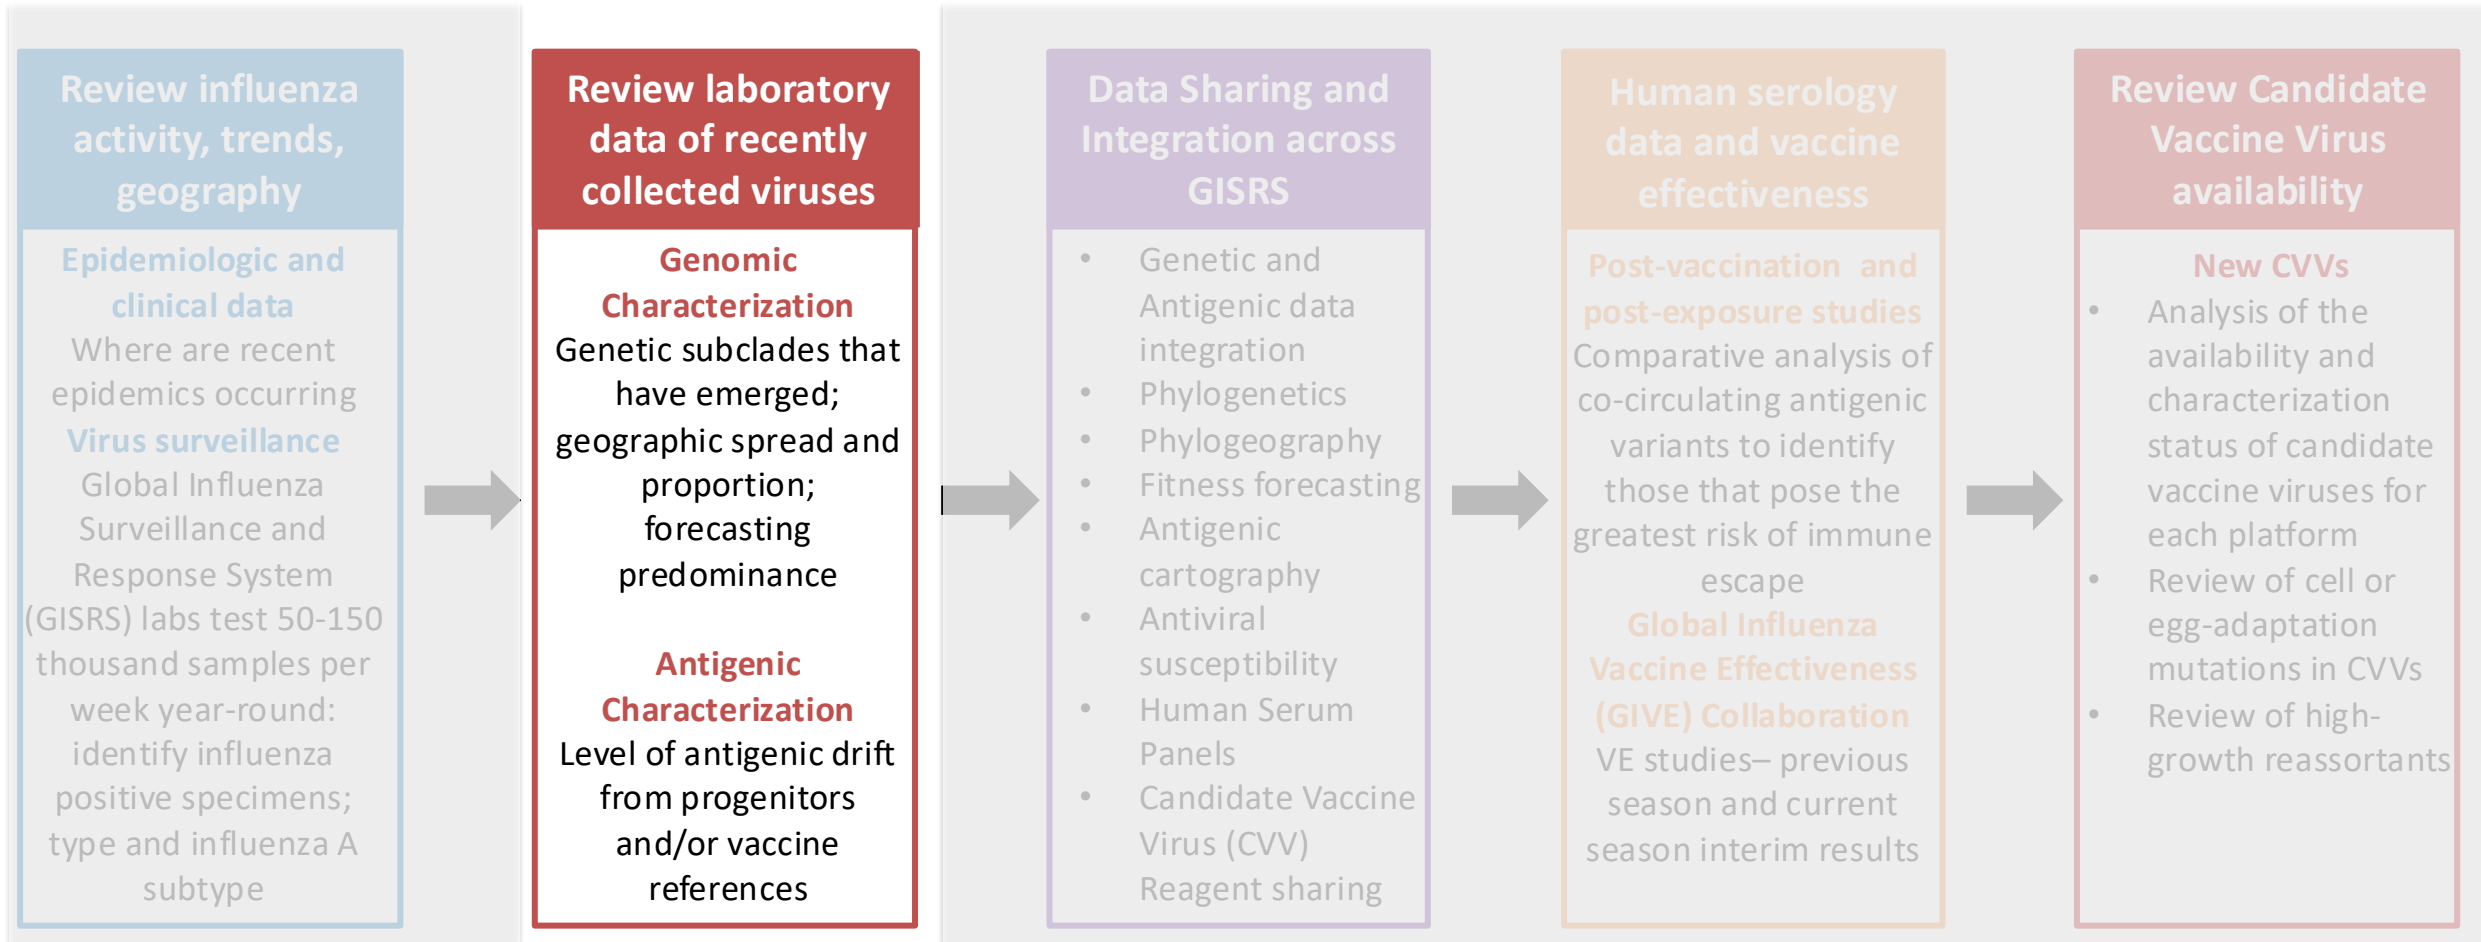 Review influenza
activity, trends,
geography
Epidemiologic and
clinical data
Where are recent
epidemics occurring
Virus surveillance
Global Influenza
Surveillance and
Response System
(GISRS) labs test 50-150
thousand samples per
week year-round:
identify influenza
positive specimens;
type and influenza A
subtype
Review laboratory
data of recently
collected viruses
Genomic
Characterization
Genetic subclades that
have emerged;
geographic spread and
proportion;
forecasting
predominance
Antigenic
Characterization
Level of antigenic drift
from progenitors
and/or vaccine
references
Data Sharing and
Integration across
GISRS
• Genetic and
Antigenic data
integration
• Phylogenetics
• Phylogeography
• Fitness forecasting
• Antigenic
cartography
• Antiviral
susceptibility
• Human Serum
Panels
• Candidate Vaccine
Virus (CVV)
Reagent sharing
Human serology
data and vaccine
effectiveness
Post-vaccination and
post-exposure studies
Comparative analysis of
co-circulating antigenic
variants to identify
those that pose the
greatest risk of immune
escape
Global Influenza
Vaccine Effectiveness
(GIVE) Collaboration
VE studies– previous
season and current
season interim results
Review Candidate
Vaccine Virus
availability
New CVVs
• Analysis of the
availability and
characterization
status of candidate
vaccine viruses for
each platform
• Review of cell or
egg-adaptation
mutations in CVVs
• Review of high-
growth reassortants